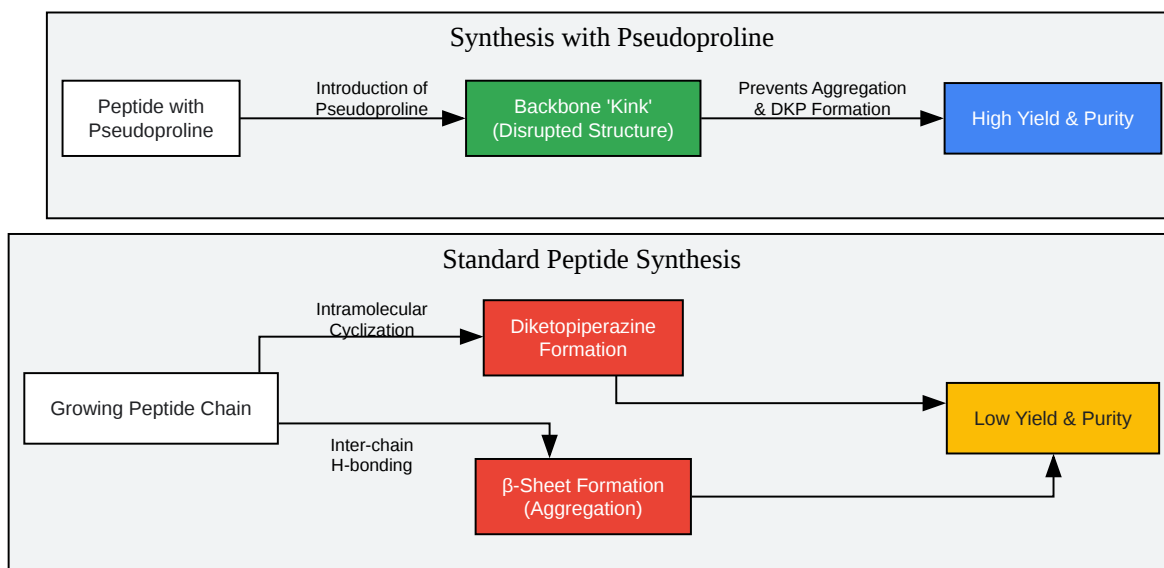 Synthesis with Pseudoproline
Peptide with
Pseudoproline
Introduction of
Pseudoproline
Backbone 'Kink'
(Disrupted Structure)
Prevents Aggregation
& DKP Formation
High Yield & Purity
Standard Peptide Synthesis
Growing Peptide Chain
Intramolecular
Cyclization
Diketopiperazine
Formation
Inter-chain
H-bonding
β-Sheet Formation
(Aggregation)
Low Yield & Purity